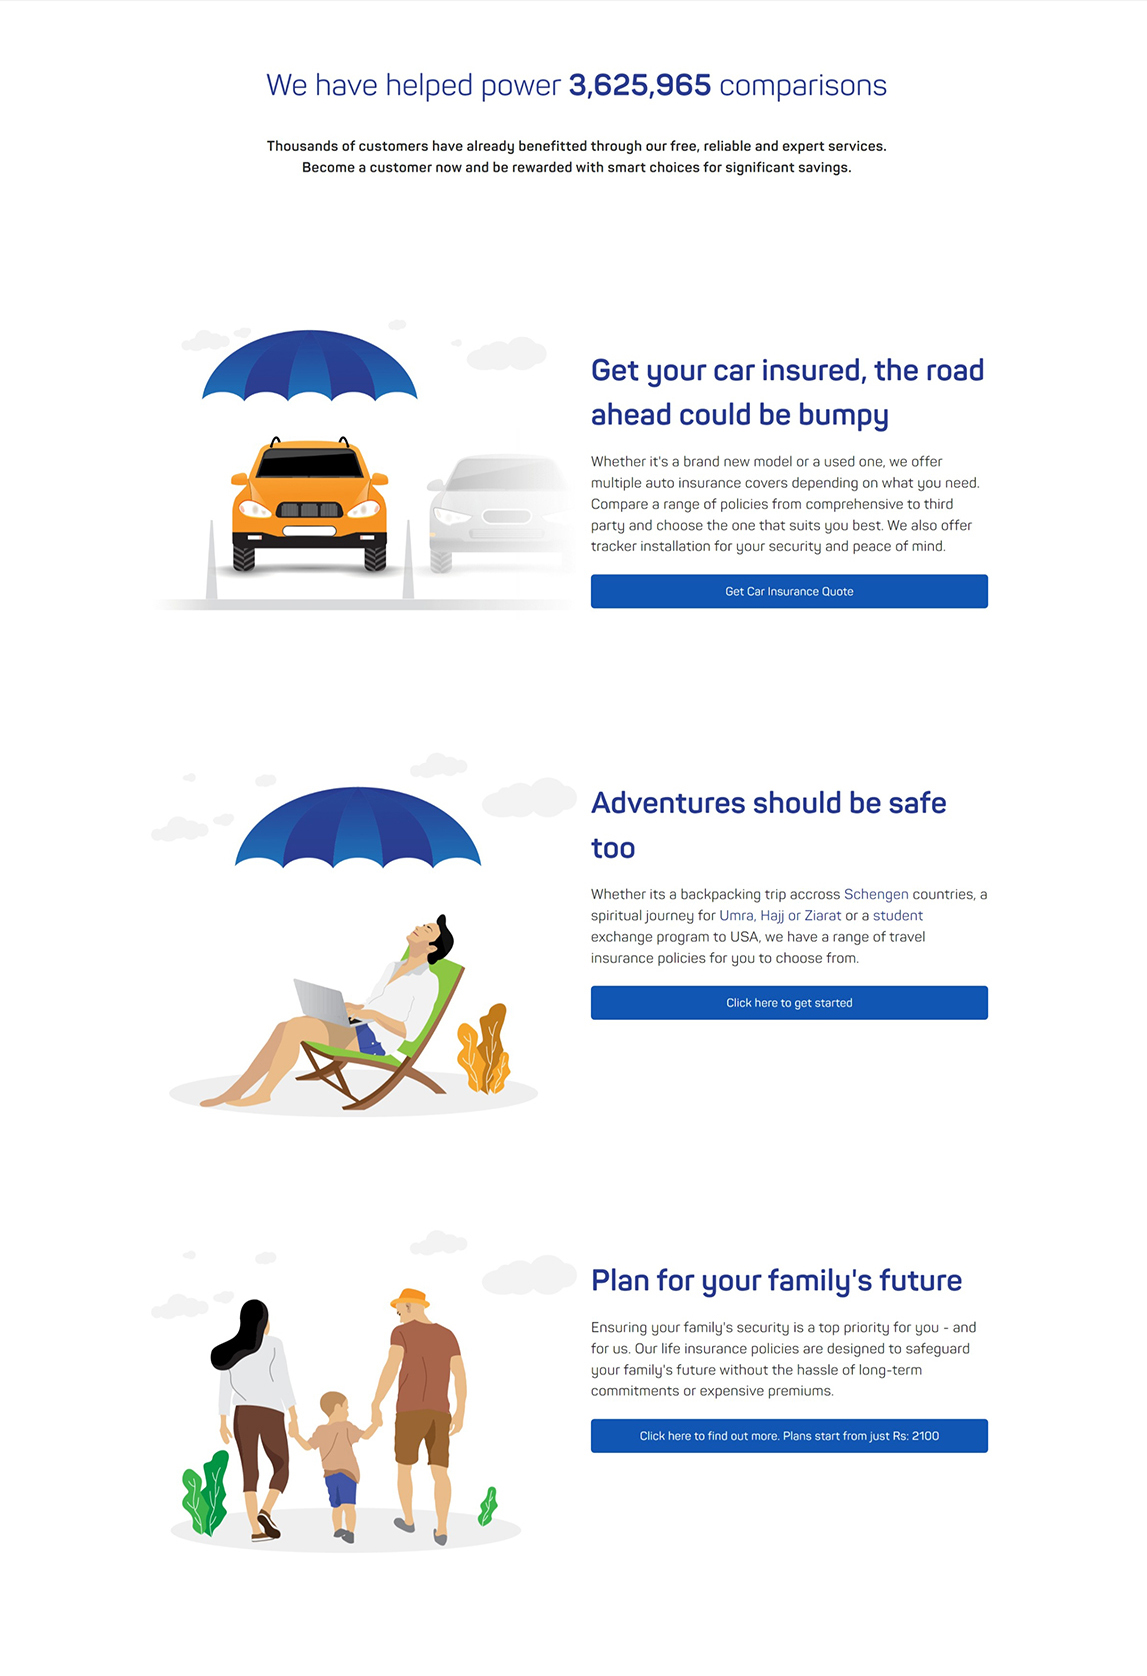 We have helped power 3,625,965 comparisons
Thousands of customers have already benefitted through our free, reliable and expert services.
Become a customer now and be rewarded with smart choices for significant savings.
Get your car insured, the road
ahead could be bumpy
Whether it's a brand new model or a used one, we offer
multiple auto insurance covers depending on what you need.
Compare a range of policies from comprehensive to third
party and choose the one that suits you best. We also offer
tracker installation for your security and peace of mind.
Get Car Insurance Quote
Adventures should be safe
too
Whether its a backpacking trip accross Schengen countries, a
spiritual journey for Umra, Hajj or Ziarat or a student
exchange program to USA, we have a range of travel
insurance policies for you to choose from.
Click here to get started
Plan for your family's future
Ensuring your family's security is a top priority for you - and
for us. Our life insurance policies are designed to safeguard
your family's future without the hassle of long-term
commitments or expensive premiums.
Click here to find out more. Plans start from just Rs: 2100